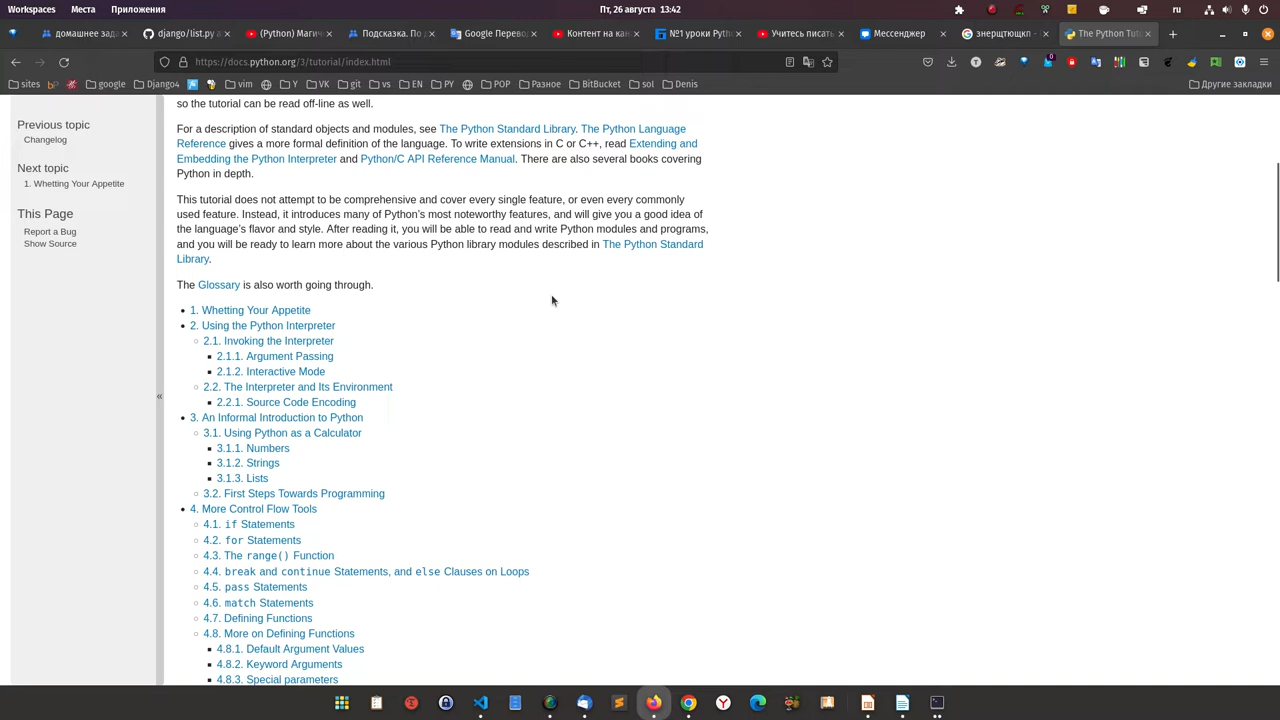 Workspaces Места Приложения Пт, 26 августа 13:42 ru
домашнее зада django/list.py а (Python) Магич Подсказка. По д Google Перевод Контент на кан №1 уроки Pyth Учитесь писать Мессенджер знерщтщкп - The Python Tuto
https://docs.python.org/3/tutorial/index.html
sites google Django4 vim Y VK git vs EN PY POP Разное BitBucket sol Denis Другие закладки
so the tutorial can be read off-line as well.
Previous topic
Changelog
Next topic
1. Whetting Your Appetite
This Page
Report a Bug
Show Source
«
For a description of standard objects and modules, see The Python Standard Library. The Python Language
Reference gives a more formal definition of the language. To write extensions in C or C++, read Extending and
Embedding the Python Interpreter and Python/C API Reference Manual. There are also several books covering
Python in depth.
This tutorial does not attempt to be comprehensive and cover every single feature, or even every commonly
used feature. Instead, it introduces many of Python's most noteworthy features, and will give you a good idea of
the language's flavor and style. After reading it, you will be able to read and write Python modules and programs,
and you will be ready to learn more about the various Python library modules described in The Python Standard
Library.
The Glossary is also worth going through.
1. Whetting Your Appetite
2. Using the Python Interpreter
2.1. Invoking the Interpreter
2.1.1. Argument Passing
2.1.2. Interactive Mode
2.2. The Interpreter and Its Environment
2.2.1. Source Code Encoding
3. An Informal Introduction to Python
3.1. Using Python as a Calculator
3.1.1. Numbers
3.1.2. Strings
3.1.3. Lists
3.2. First Steps Towards Programming
4. More Control Flow Tools
4.1. if Statements
4.2. for Statements
4.3. The range() Function
4.4. break and continue Statements, and else Clauses on Loops
4.5. pass Statements
4.6. match Statements
4.7. Defining Functions
4.8. More on Defining Functions
4.8.1. Default Argument Values
4.8.2. Keyword Arguments
4.8.3. Special parameters